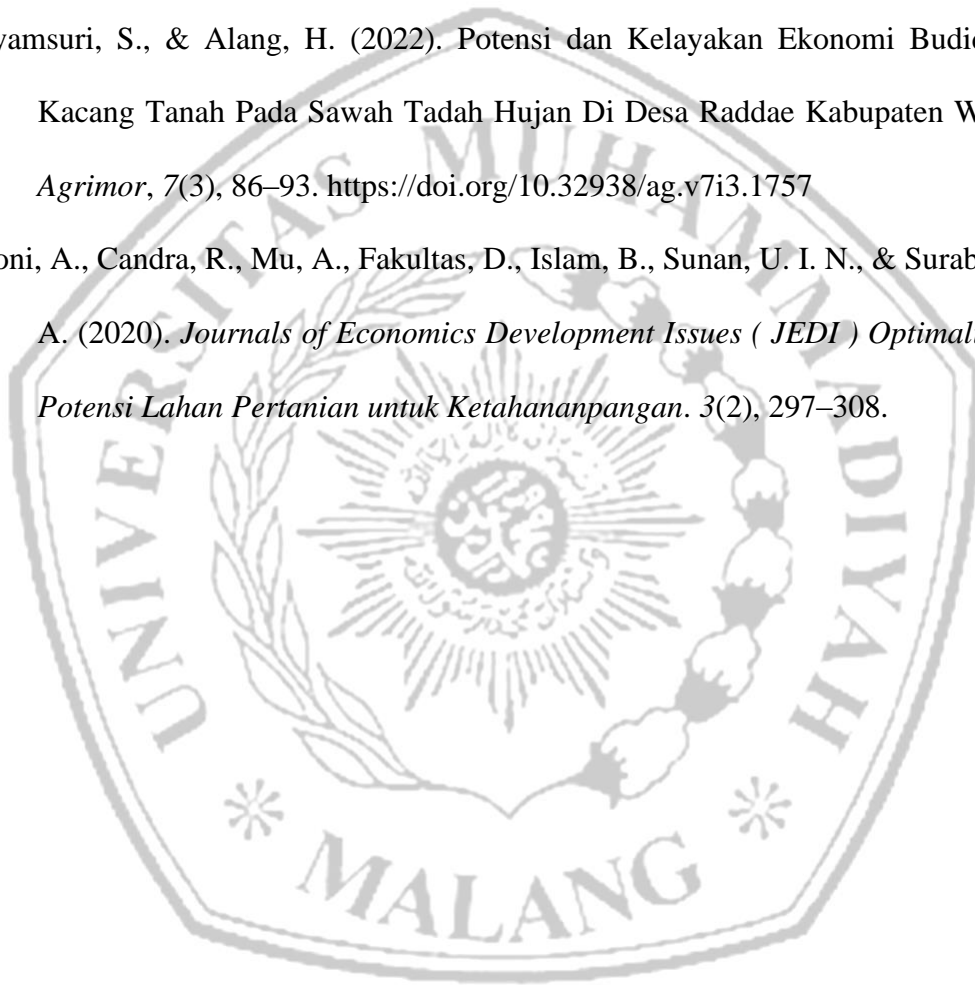 yamsuri, S., & Alang, H. (2022). Potensi dan Kelayakan Ekonomi Budid
Kacang Tanah Pada Sawah Tadah Hujan Di Desa Raddae Kabupaten W
Agrimor, 7(3), 86–93. https://doi.org/10.32938/ag.v7i3.1757
oni, A., Candra, R., Mu, A., Fakultas, D., Islam, B., Sunan, U. I. N., & Surab
A. (2020). Journals of Economics Development Issues ( JEDI ) Optimal
Potensi Lahan Pertanian untuk Ketahananpangan. 3(2), 297–308.
UNIVERSITAS MUHAMMADIYAH
MALANG